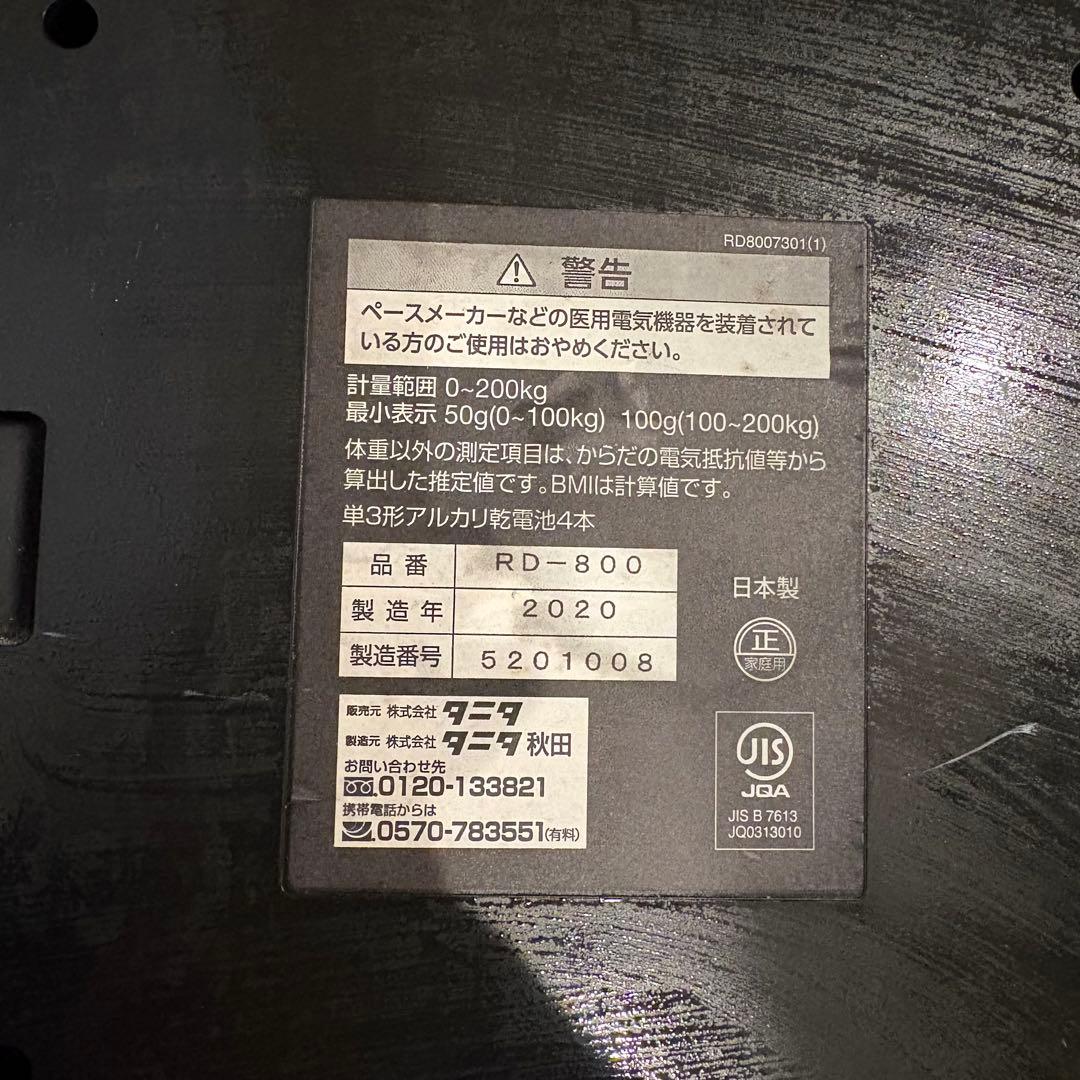 RD8007301(1)
警告
ペースメーカーなどの医用電気機器を装着されて
いる方のご使用はおやめください。
計量範囲 0~200kg
最小表示 50g(0~100kg) 100g(100~200kg)
体重以外の測定項目は、からだの電気抵抗値等から
算出した推定値です。BMIは計算値です。
単3形アルカリ乾電池4本
品番 RD-800
製造年 2020
製造番号 5201008
日本製
正
家庭用
販売元 株式会社 タニタ
製造元 株式会社 タニタ 秋田
お問い合わせ先
0120-133821
携帯電話からは
0570-783551(有料)
JIS
JQA
JIS B 7613
JQ0313010